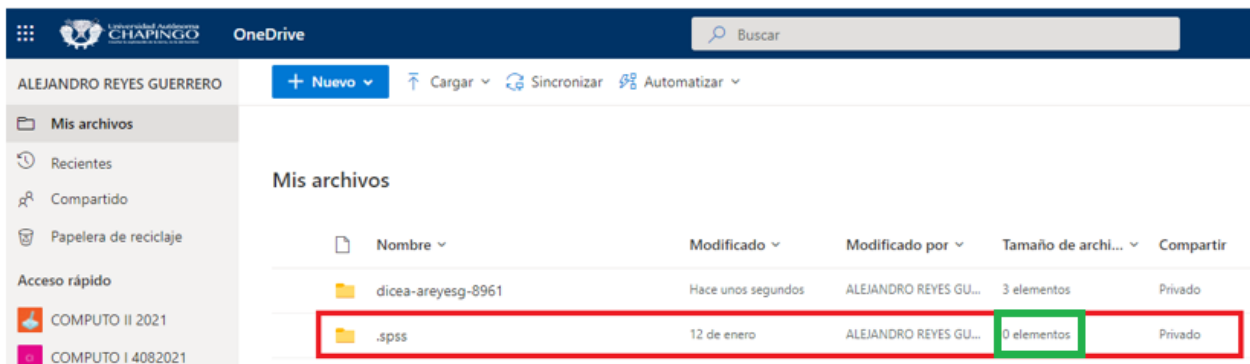 Universidad Autónoma
CHAPINGO
OneDrive
Buscar
ALEJANDRO REYES GUERRERO
Nuevo
Cargar
Sincronizar
Automatizar
Mis archivos
Recientes
Compartido
Papelera de reciclaje
Acceso rápido
COMPUTO II 2021
COMPUTO I 4082021
Mis archivos
Nombre Modificado Modificado por Tamaño de archi... Compartir
dicea-areyesg-8961 Hace unos segundos ALEJANDRO REYES GU... 3 elementos Privado
.spss 12 de enero ALEJANDRO REYES GU... 0 elementos Privado